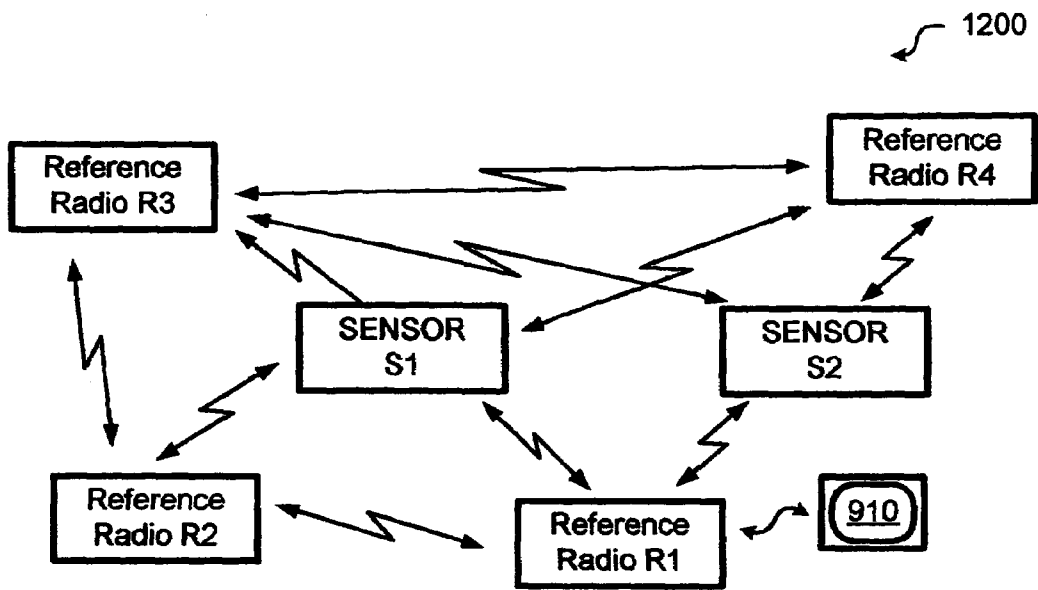 1200
Reference
Radio R3
Reference
Radio R4
SENSOR
S1
SENSOR
S2
Reference
Radio R2
Reference
Radio R1
910